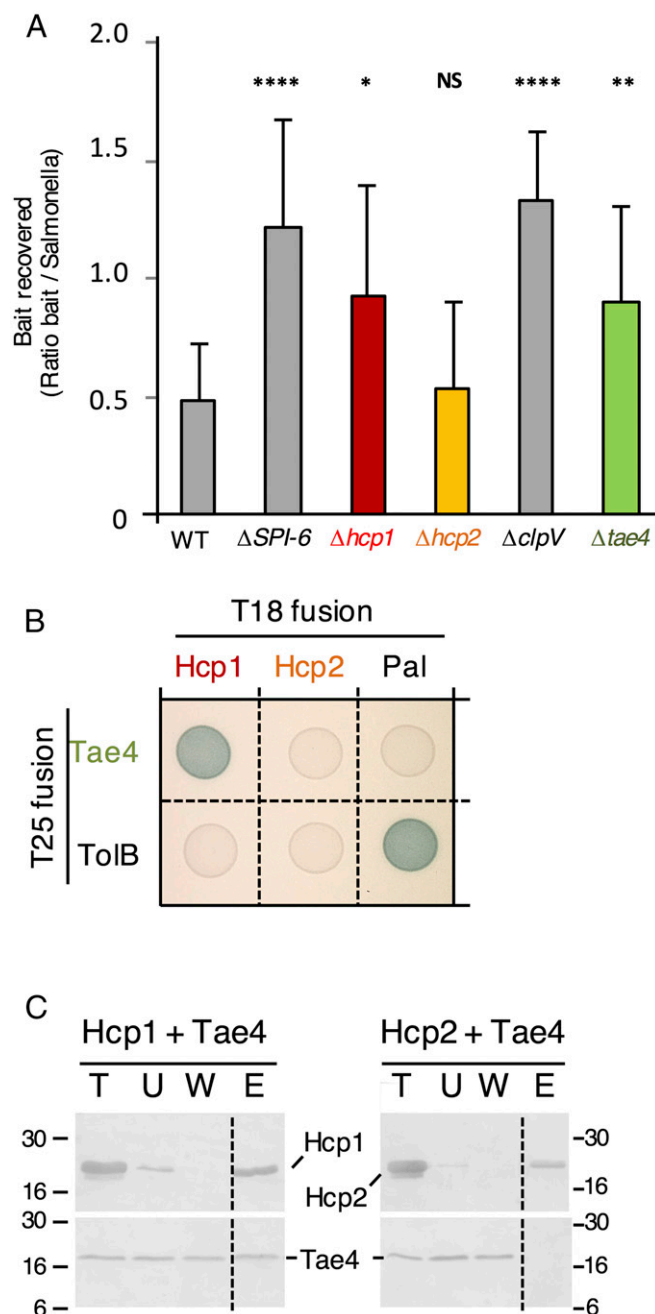 A
2.0
1.5
1.0
0.5
0
Bait recovered
(Ratio bait / Salmonella)
**** * NS **** **
WT ΔSPI-6 Δhcp1 Δhcp2 ΔclpV Δtae4
B
T18 fusion
Hcp1 Hcp2 Pal
T25 fusion
Tae4
TolB
C
Hcp1 + Tae4 Hcp2 + Tae4
T U W E T U W E
30 Hcp1 30
16 Hcp2 16
30 30
16 Tae4 16
6 6